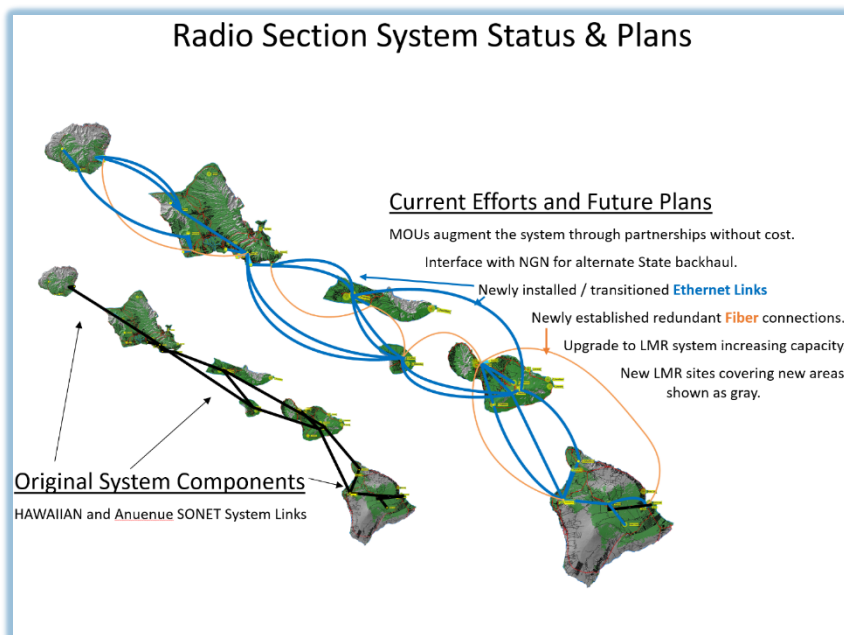 Radio Section System Status & Plans
Current Efforts and Future Plans
MOUs augment the system through partnerships without cost.
Interface with NGN for alternate State backhaul.
Newly installed / transitioned Ethernet Links
Newly established redundant Fiber connections.
Upgrade to LMR system increasing capacity
New LMR sites covering new areas
shown as gray.
Original System Components
HAWAIIAN and Anuenue SONET System Links